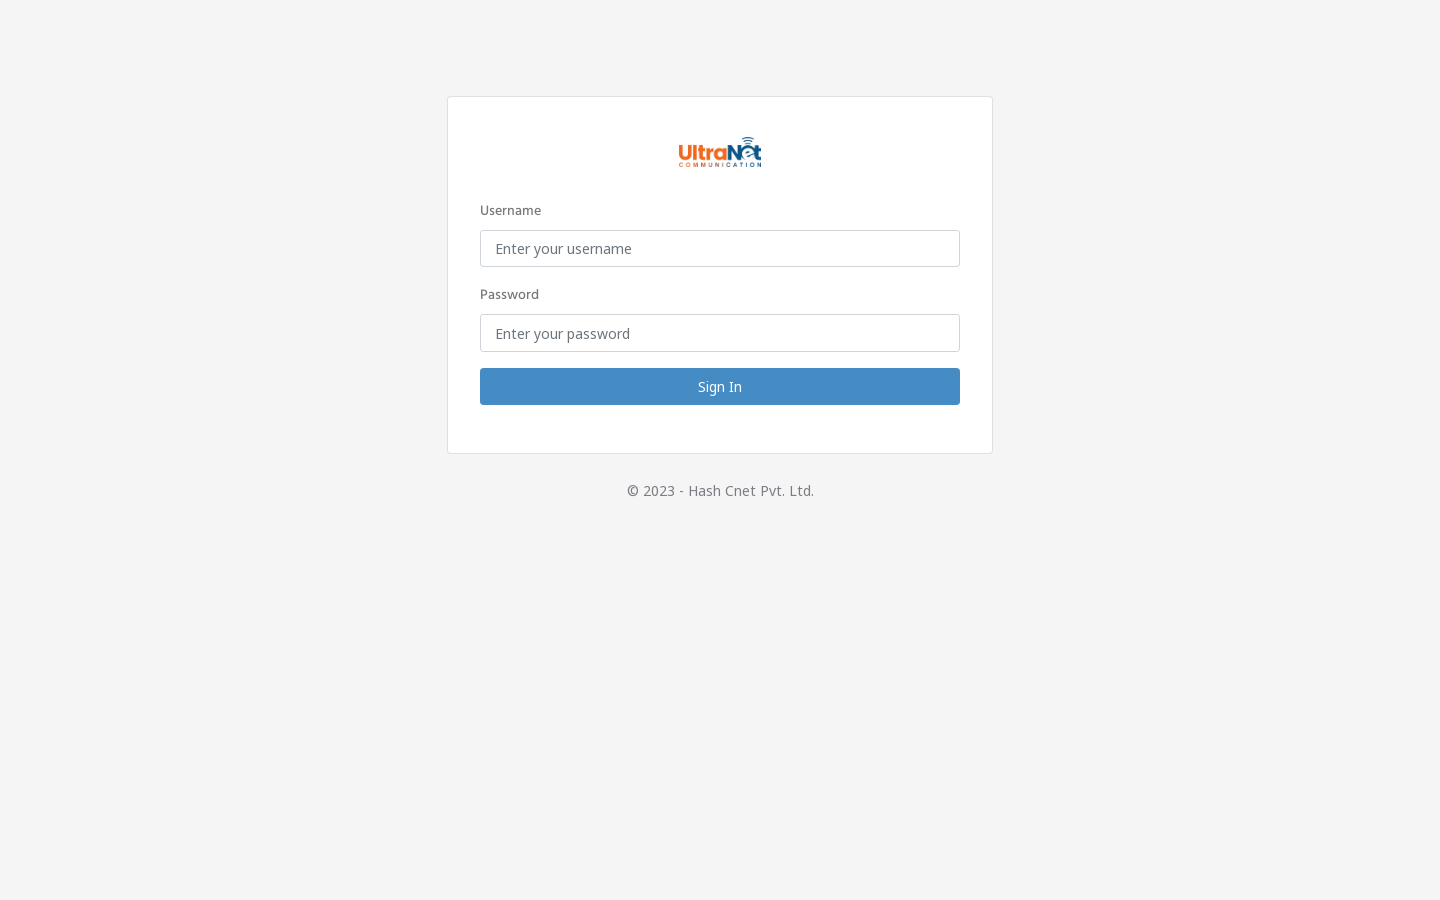 UltraNet
COMMUNICATION
Username
Enter your username
Password
Enter your password
Sign In
© 2023 - Hash Cnet Pvt. Ltd.